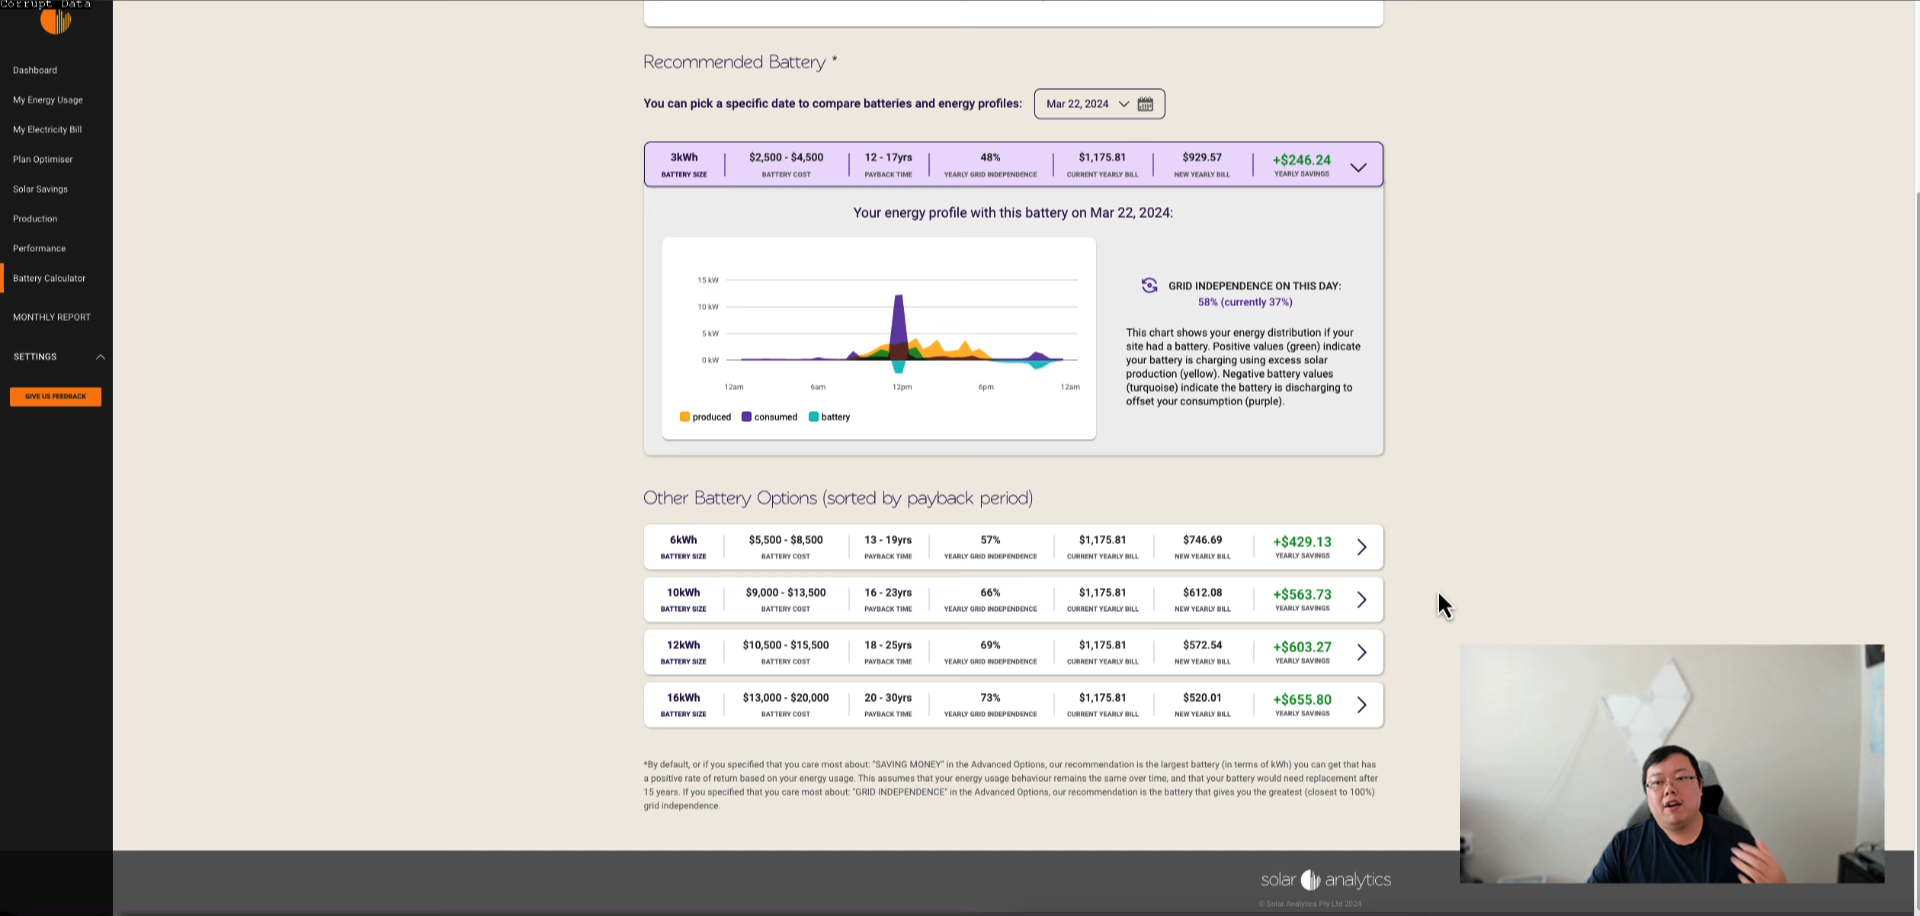 Corrupt Data
Dashboard
My Energy Usage
My Electricity Bill
Plan Optimiser
Solar Savings
Production
Performance
Battery Calculator
MONTHLY REPORT
SETTINGS
GIVE US FEEDBACK
Recommended Battery *
You can pick a specific date to compare batteries and energy profiles:
Mar 22, 2024
3kWh $2,500 - $4,500 12 - 17yrs 48% $1,175.81 $929.57 +$246.24
BATTERY SIZE BATTERY COST PAYBACK TIME YEARLY GRID INDEPENDENCE CURRENT YEARLY BILL NEW YEARLY BILL YEARLY SAVINGS
Your energy profile with this battery on Mar 22, 2024:
15 kW
10 kW
5 kW
0 kW
12am 6am 12pm 6pm 12am
produced consumed battery
GRID INDEPENDENCE ON THIS DAY:
58% (currently 37%)
This chart shows your energy distribution if your
site had a battery. Positive values (green) indicate
your battery is charging using excess solar
production (yellow). Negative battery values
(turquoise) indicate the battery is discharging to
offset your consumption (purple).
Other Battery Options (sorted by payback period)
6kWh $5,500 - $8,500 13 - 19yrs 57% $1,175.81 $746.69 +$429.13
BATTERY SIZE BATTERY COST PAYBACK TIME YEARLY GRID INDEPENDENCE CURRENT YEARLY BILL NEW YEARLY BILL YEARLY SAVINGS
10kWh $9,000 - $13,500 16 - 23yrs 66% $1,175.81 $612.08 +$563.73
BATTERY SIZE BATTERY COST PAYBACK TIME YEARLY GRID INDEPENDENCE CURRENT YEARLY BILL NEW YEARLY BILL YEARLY SAVINGS
12kWh $10,500 - $15,500 18 - 25yrs 69% $1,175.81 $572.54 +$603.27
BATTERY SIZE BATTERY COST PAYBACK TIME YEARLY GRID INDEPENDENCE CURRENT YEARLY BILL NEW YEARLY BILL YEARLY SAVINGS
16kWh $13,000 - $20,000 20 - 30yrs 73% $1,175.81 $520.01 +$655.80
BATTERY SIZE BATTERY COST PAYBACK TIME YEARLY GRID INDEPENDENCE CURRENT YEARLY BILL NEW YEARLY BILL YEARLY SAVINGS
*By default, or if you specified that you care most about: "SAVING MONEY" in the Advanced Options, our recommendation is the largest battery (in terms of kWh) you can get that has
a positive rate of return based on your energy usage. This assumes that your energy usage behaviour remains the same over time, and that your battery would need replacement after
15 years. If you specified that you care most about: "GRID INDEPENDENCE" in the Advanced Options, our recommendation is the battery that gives you the greatest (closest to 100%)
grid independence.
solar analytics
© Solar Analytics Pty Ltd 2024